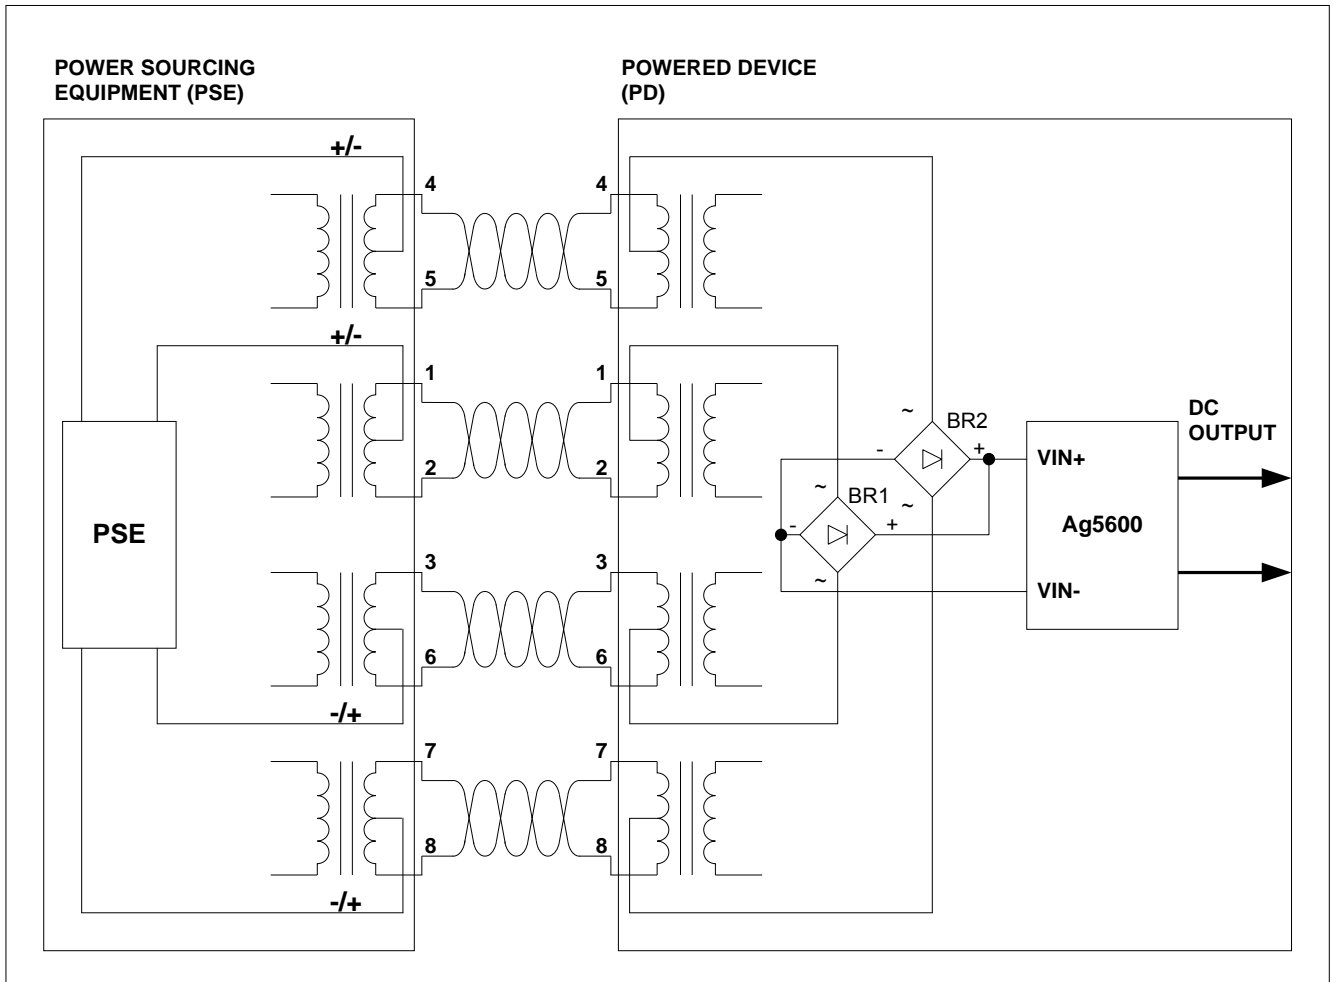 POWER SOURCING
EQUIPMENT (PSE)
POWERED DEVICE
(PD)
+/-
4
4
5
5
+/-
1
1
2
2
~
BR2
-
+
DC
OUTPUT
VIN+
~
BR1
~
-
+
PSE
Ag5600
3
3
~
VIN-
6
6
-/+
7
7
8
8
-/+